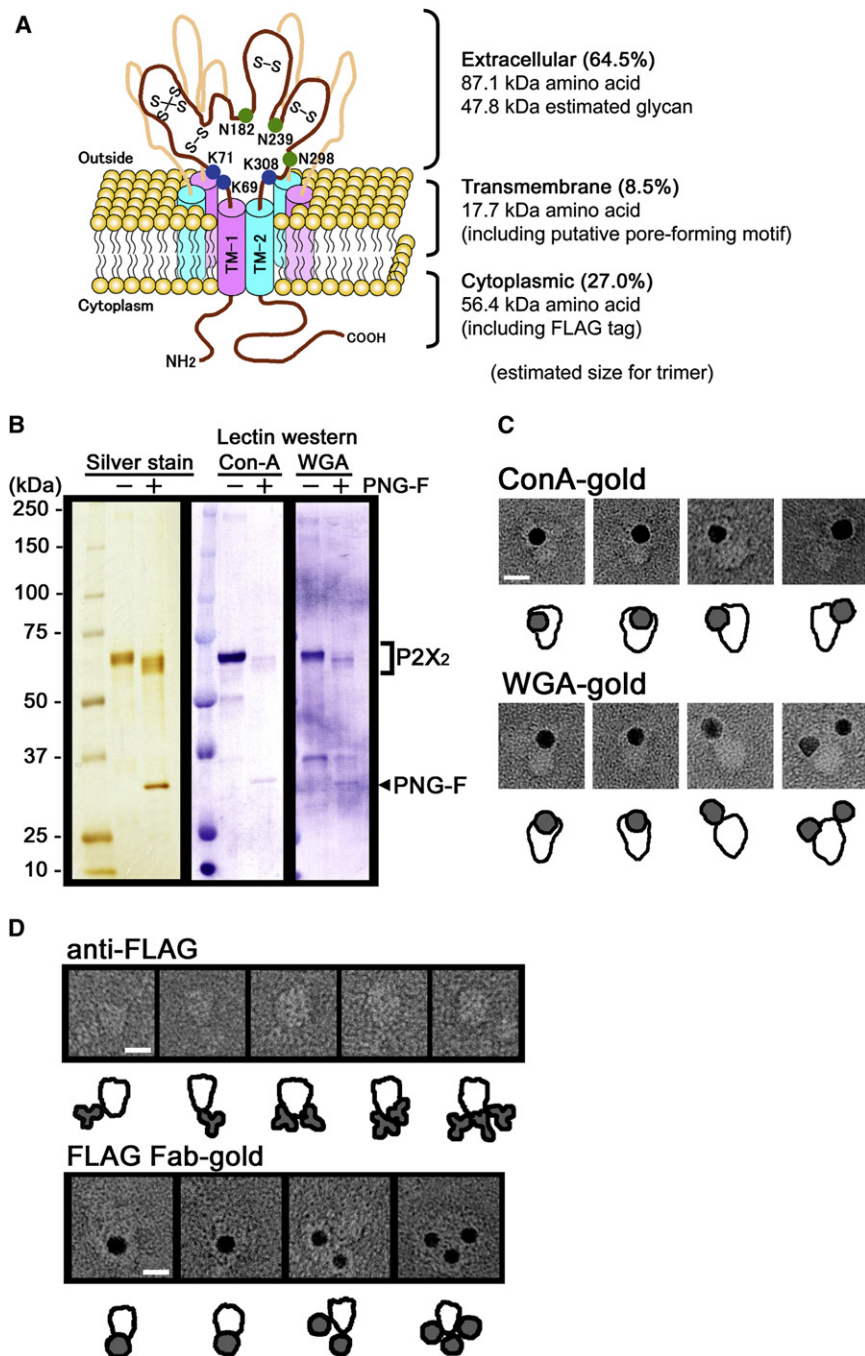 A
Extracellular (64.5%)
87.1 kDa amino acid
47.8 kDa estimated glycan
S-S
S-S
S S
S S
S-S
N182
N239
N298
K71
K69
K308
Outside
TM-1
TM-2
Transmembrane (8.5%)
17.7 kDa amino acid
(including putative pore-forming motif)
Cytoplasm
NH2
COOH
Cytoplasmic (27.0%)
56.4 kDa amino acid
(including FLAG tag)
(estimated size for trimer)
B
Lectin western
Silver stain Con-A WGA
(kDa) − + − + − + PNG-F
250 -
150 -
100 -
75 -
P2X2
50 -
37 -
PNG-F
25 -
10 -
C
ConA-gold
WGA-gold
D
anti-FLAG
FLAG Fab-gold